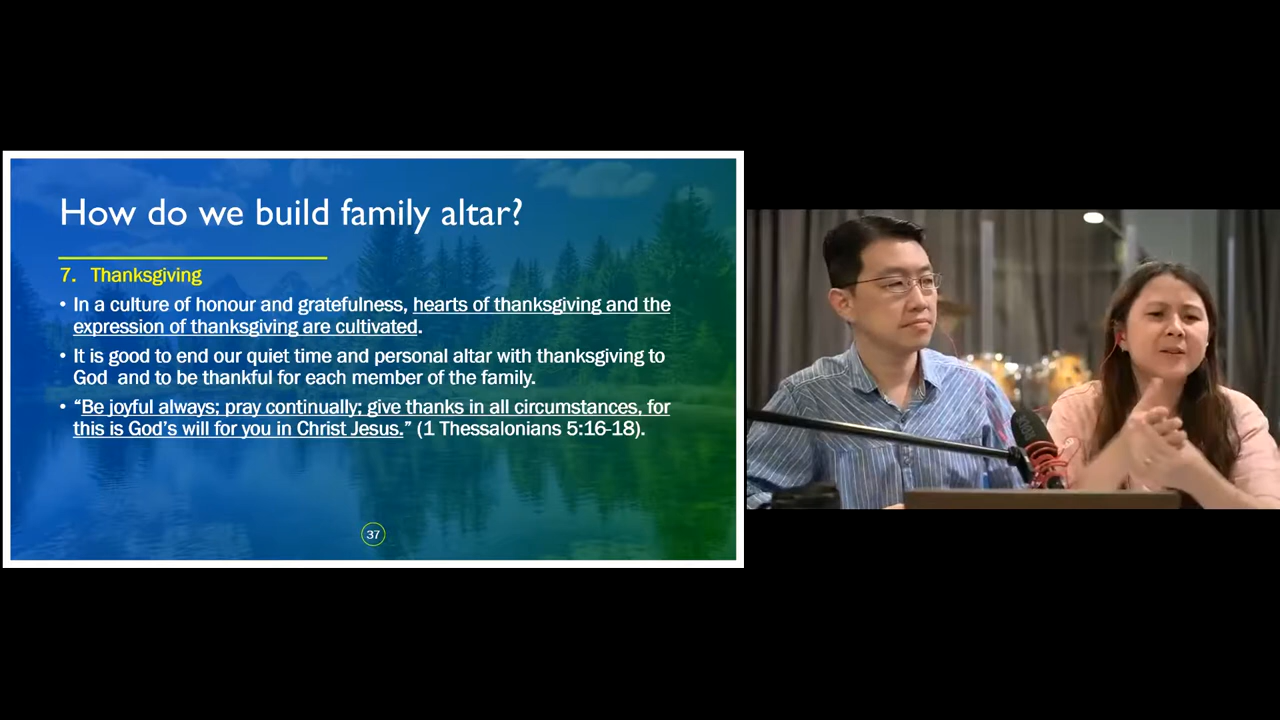 How do we build family altar?
7. Thanksgiving
• In a culture of honour and gratefulness, hearts of thanksgiving and the
expression of thanksgiving are cultivated.
• It is good to end our quiet time and personal altar with thanksgiving to
God and to be thankful for each member of the family.
• “Be joyful always; pray continually; give thanks in all circumstances, for
this is God’s will for you in Christ Jesus.” (1 Thessalonians 5:16-18).
37